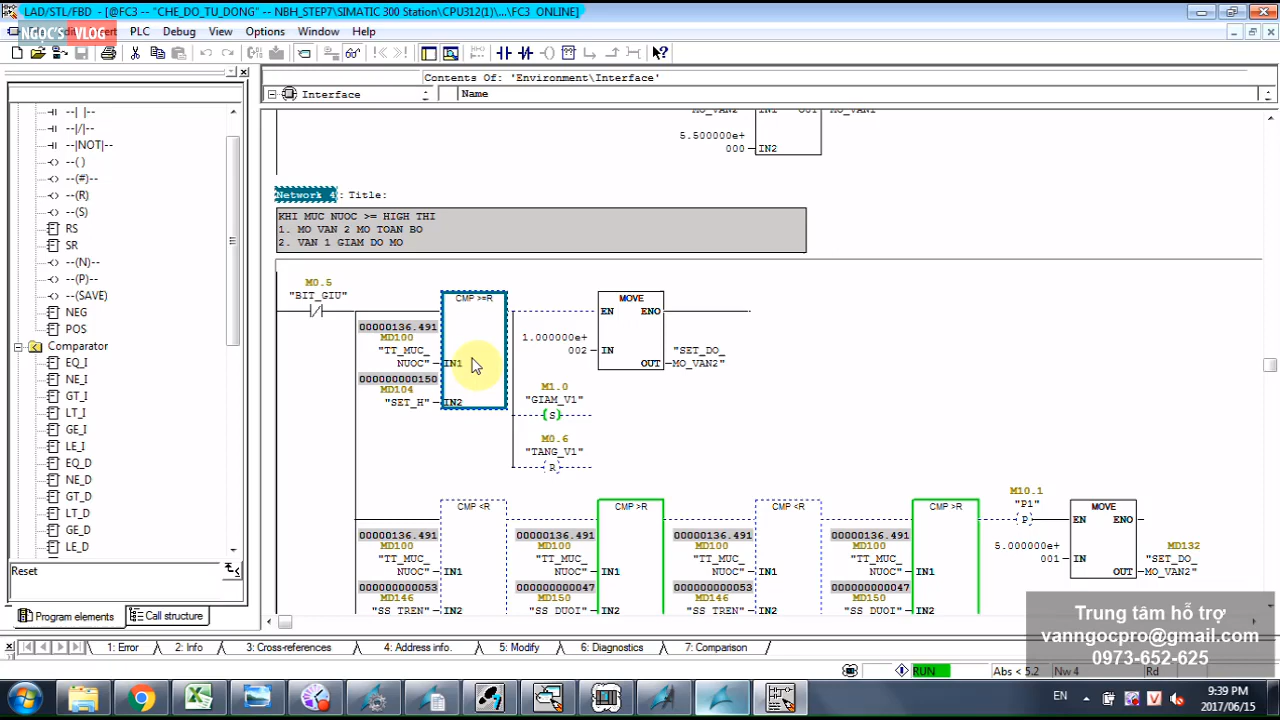 LAD/STL/FBD - [@FC3 -- "CHE_DO_TU_DONG" -- NBH_STEP7\SIMATIC 300 Station\CPU312(1)\...\FC3 ONLINE]
NGỌC'S VLOG
PLC Debug View Options Window Help
Contents Of: 'Environment\Interface'
Interface
Name
--| |--
--|/|--
--|NOT|--
--( )
--(#)--
--(R)
--(S)
RS
SR
--(N)--
--(P)--
--(SAVE)
NEG
POS
Comparator
EQ_I
NE_I
GT_I
LT_I
GE_I
LE_I
EQ_D
NE_D
GT_D
LT_D
GE_D
LE_D
Reset
Program elements
Call structure
MO_VAN2
IN1 OUT
MO_VAN2
5.500000e+
000
IN2
Network 4: Title:
KHI MUC NUOC >= HIGH THI
1. MO VAN 2 MO TOAN BO
2. VAN 1 GIAM DO MO
M0.5
"BIT_GIU"
CMP >=R
00000136.491
MD100
"TT_MUC_
NUOC"
IN1
000000000150
MD104
"SET_H"
IN2
MOVE
EN ENO
1.000000e+
002
IN
OUT
"SET_DO_
MO_VAN2"
M1.0
"GIAM_V1"
(S)
M0.6
"TANG_V1"
(R)
CMP <R
00000136.491
MD100
"TT_MUC_
NUOC"
IN1
000000000053
MD146
"SS_TREN"
IN2
CMP >R
00000136.491
MD100
"TT_MUC_
NUOC"
IN1
000000000047
MD150
"SS_DUOI"
IN2
CMP <R
00000136.491
MD100
"TT_MUC_
NUOC"
IN1
000000000053
MD146
"SS_TREN"
IN2
CMP >R
00000136.491
MD100
"TT_MUC_
NUOC"
IN1
000000000047
MD150
"SS_DUOI"
IN2
M10.1
"P1"
(P)
MOVE
EN ENO
5.000000e+
001
IN
OUT
MD132
"SET_DO_
MO_VAN2"
Trung tâm hỗ trợ
vanngocpro@gmail.com
0973-652-625
1: Error 2: Info 3: Cross-references 4: Address info. 5: Modify 6: Diagnostics 7: Comparison
RUN
Abs < 5.2
Nw 4
Rd
EN
9:39 PM
2017/06/15